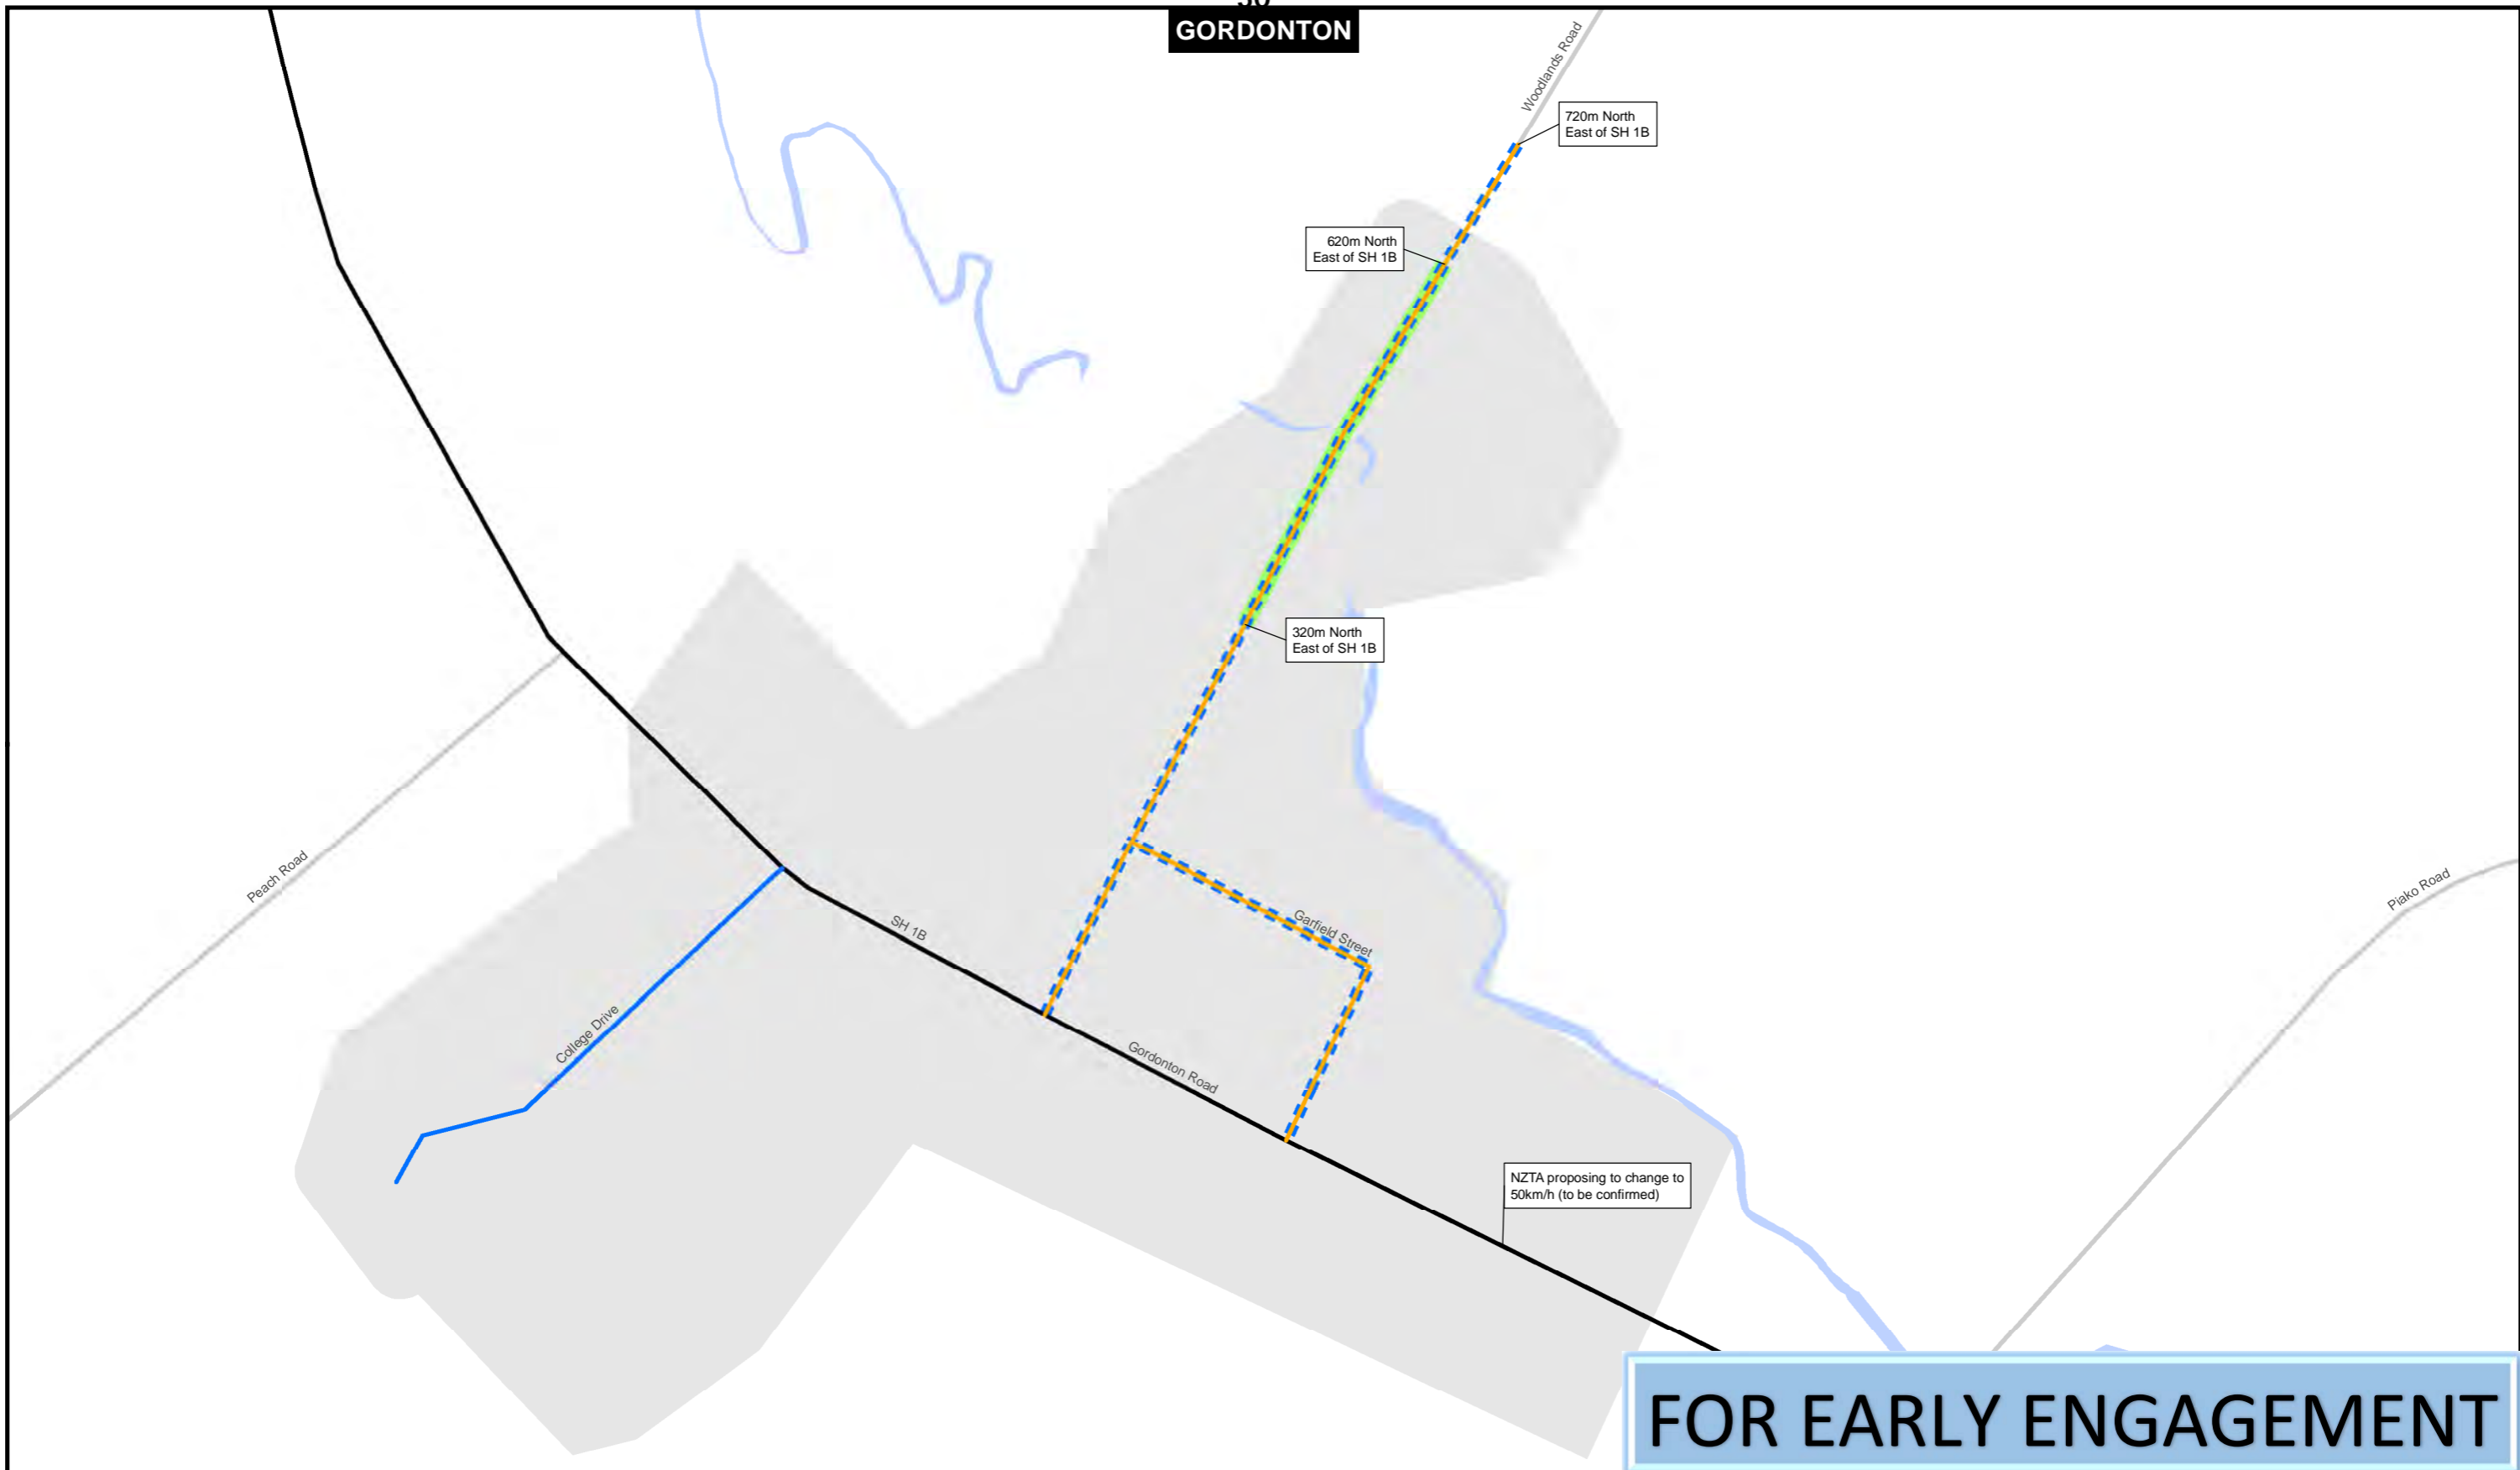 GORDONTON
Woodlands Road
720m North
East of SH 1B
620m North
East of SH 1B
320m North
East of SH 1B
Peach Road
Piako Road
SH 1B
Garfield Street
College Drive
Gordonton Road
NZTA proposing to change to
50km/h (to be confirmed)
FOR EARLY ENGAGEMENT